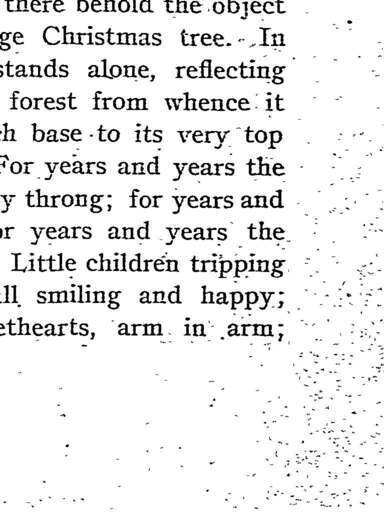 there behold the object
ge Christmas tree. In
stands alone, reflecting
forest from whence it
h base to its very top
For years and years the
y throng; for years and
or years and years the
Little children tripping
ll smiling and happy;
ethearts, arm in arm;